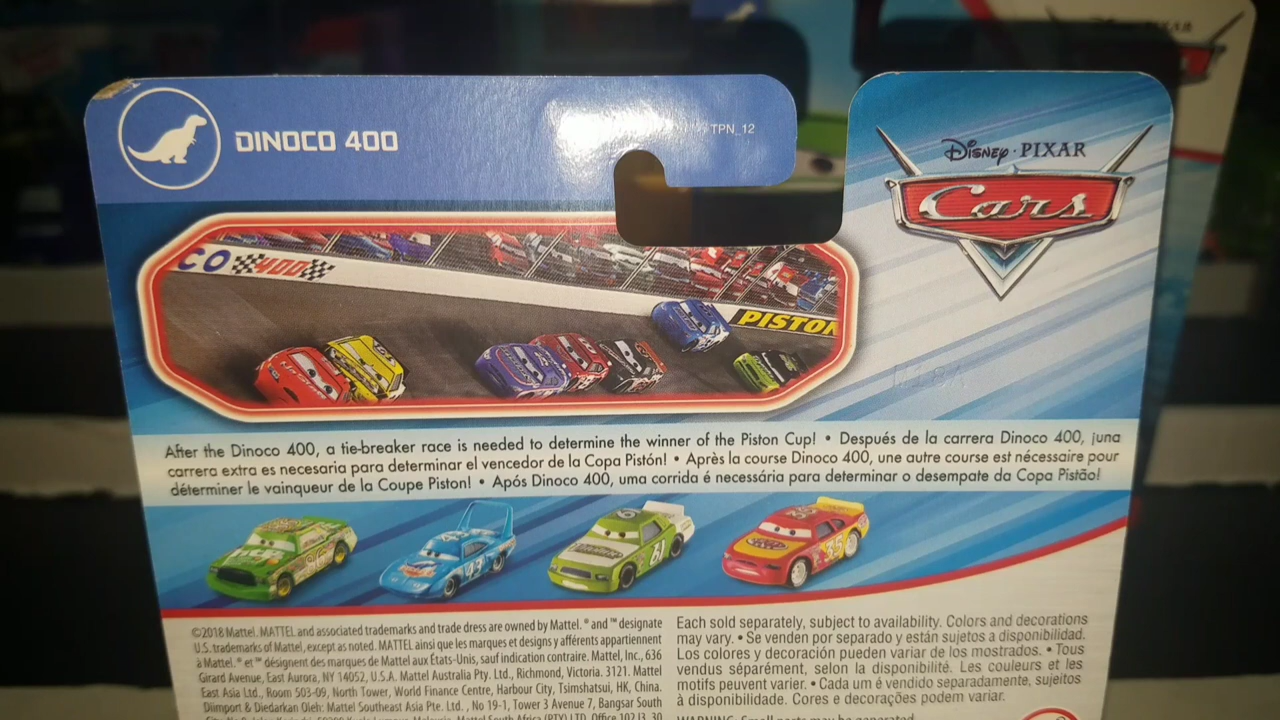 DINOCO 400
TPN_12
Disney · PIXAR
Cars
CO 400
PISTON
After the Dinoco 400, a tie-breaker race is needed to determine the winner of the Piston Cup! • Después de la carrera Dinoco 400, ¡una
carrera extra es necesaria para determinar el vencedor de la Copa Pistón! • Après la course Dinoco 400, une autre course est nécessaire pour
déterminer le vainqueur de la Coupe Piston! • Após Dinoco 400, uma corrida é necessária para determinar o desempate da Copa Pistão!
©2018 Mattel. MATTEL and associated trademarks and trade dress are owned by Mattel. ® and ™ designate
U.S. trademarks of Mattel, except as noted. MATTEL ainsi que les marques et designs y afférents appartiennent
à Mattel. ® et ™ désignent des marques de Mattel aux États-Unis, sauf indication contraire. Mattel, Inc., 636
Girard Avenue, East Aurora, NY 14052, U.S.A. Mattel Australia Pty. Ltd., Richmond, Victoria. 3121. Mattel
East Asia Ltd., Room 503-09, North Tower, World Finance Centre, Harbour City, Tsimshatsui, HK, China.
Diimport & Diedarkan Oleh: Mattel Southeast Asia Pte. Ltd., No 19-1, Tower 3 Avenue 7, Bangsar South
Each sold separately, subject to availability. Colors and decorations
may vary. • Se venden por separado y están sujetos a disponibilidad.
Los colores y decoración pueden variar de los mostrados. • Tous
vendus séparément, selon la disponibilité. Les couleurs et les
motifs peuvent varier. • Cada um é vendido separadamente, sujeitos
à disponibilidade. Cores e decorações podem variar.